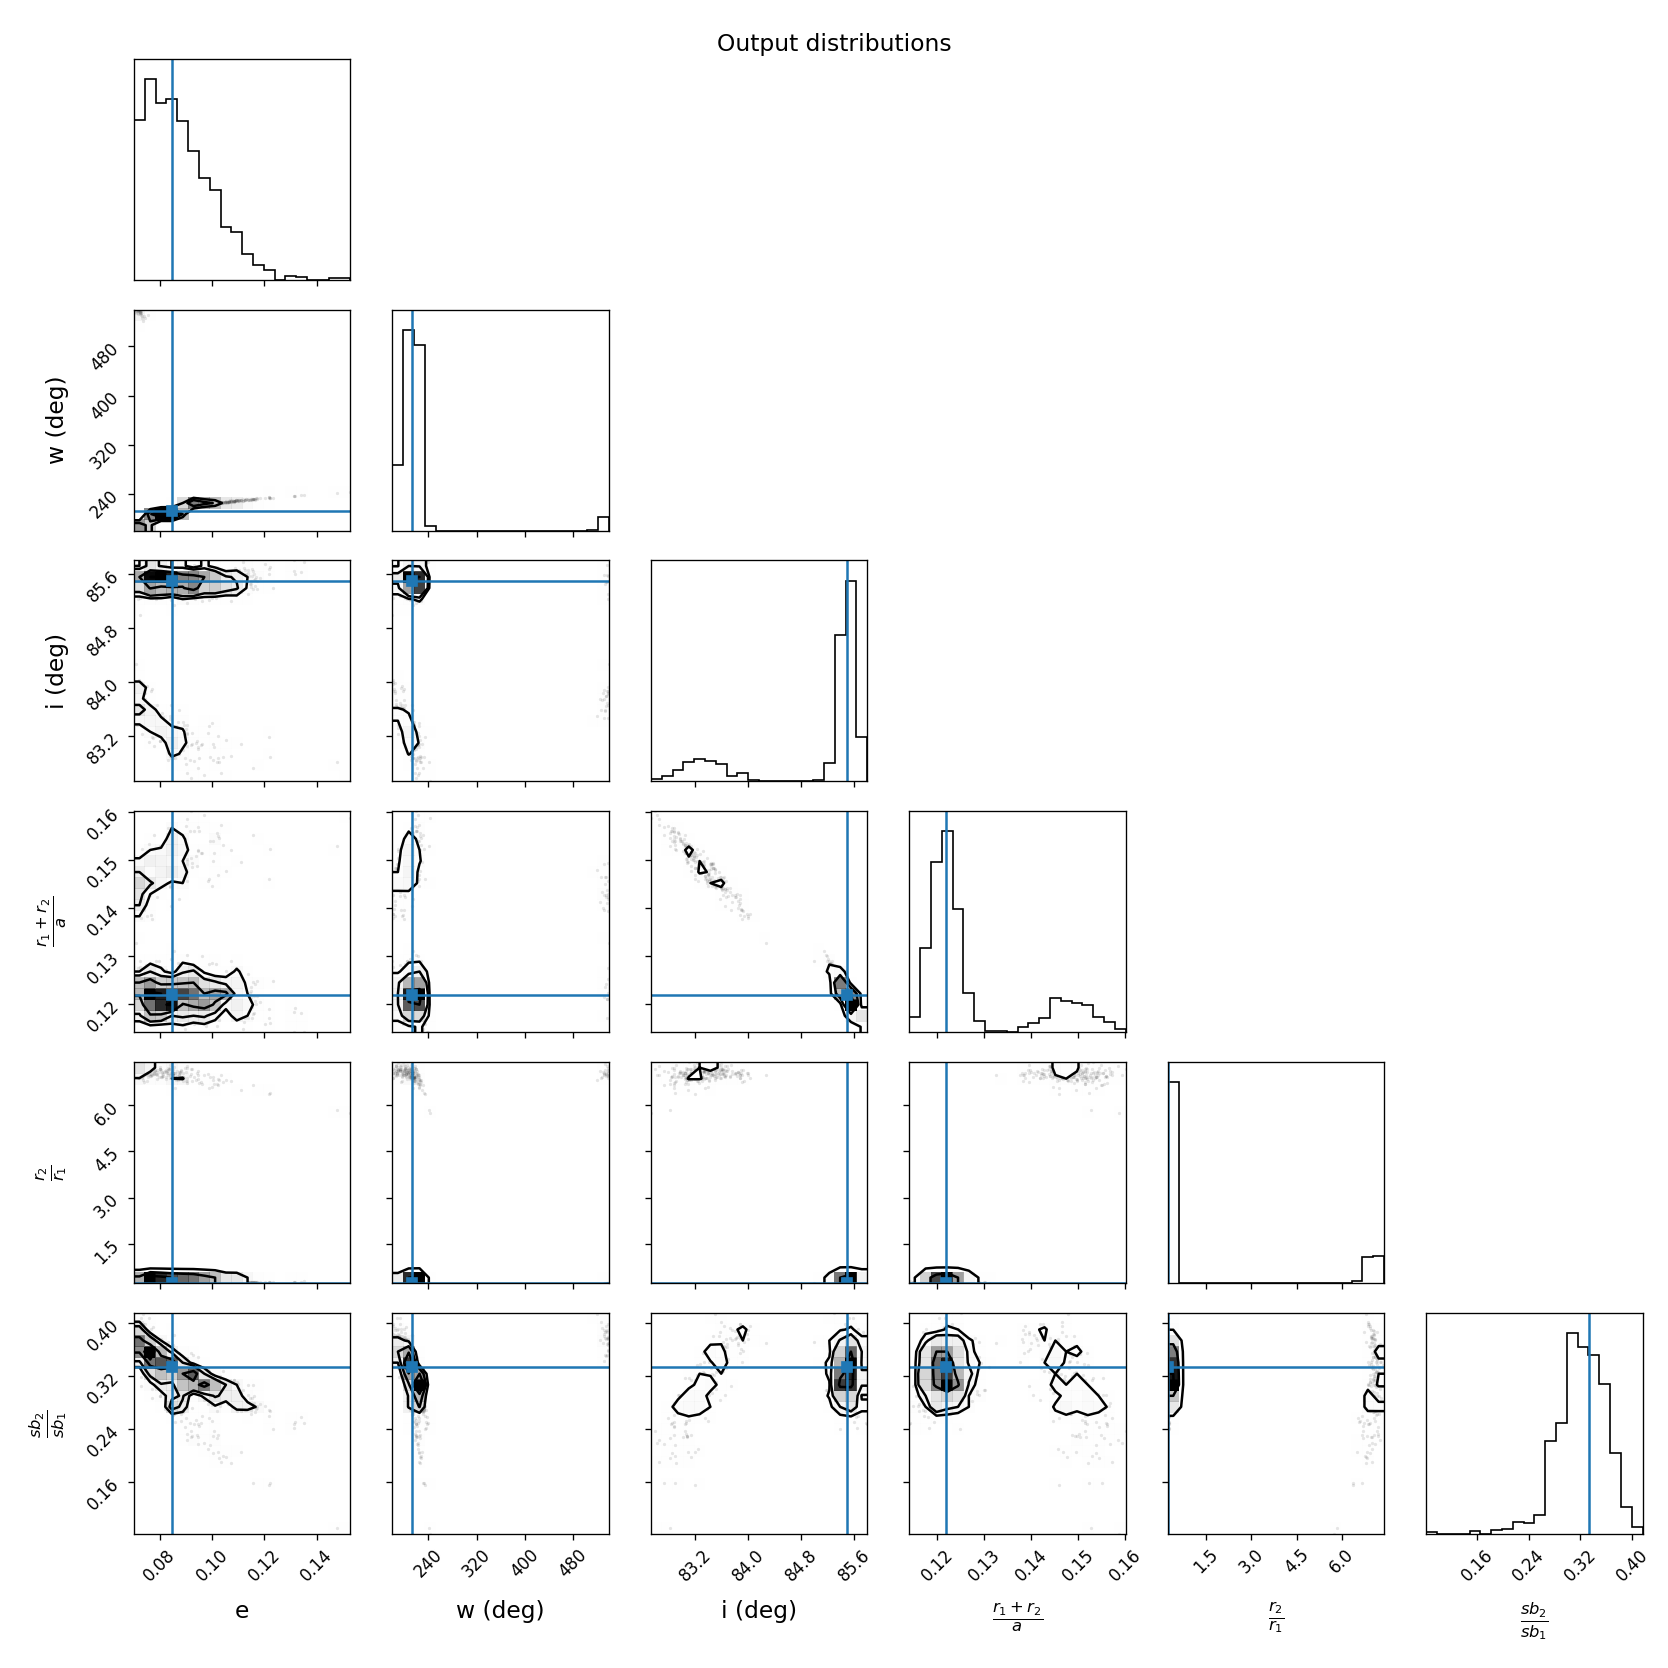 Output distributions
w (deg)
480
400
320
240
i (deg)
85.6
84.8
84.0
83.2
r₁ + r₂
a
0.16
0.15
0.14
0.13
0.12
r₂
r₁
6.0
4.5
3.0
1.5
sb₂
sb₁
0.40
0.32
0.24
0.16
0.08 0.10 0.12 0.14
240 320 400 480
83.2 84.0 84.8 85.6
0.12 0.13 0.14 0.15 0.16
1.5 3.0 4.5 6.0
0.16 0.24 0.32 0.40
e
w (deg)
i (deg)
r₁ + r₂
a
r₂
r₁
sb₂
sb₁